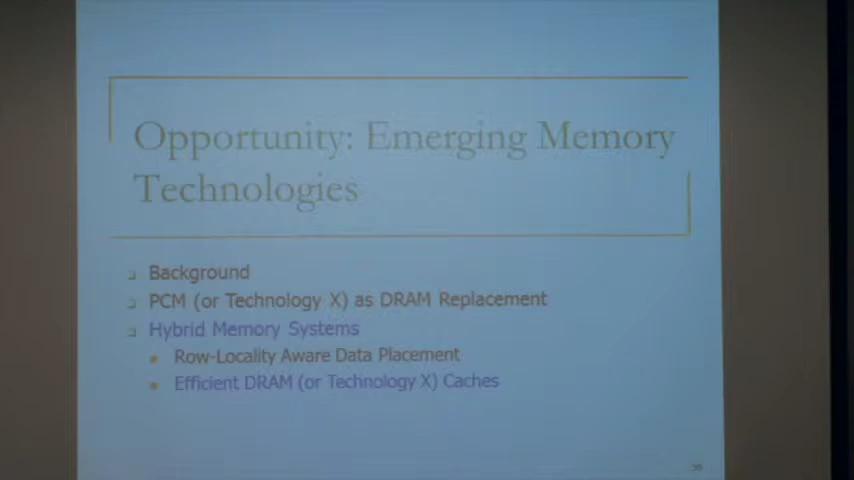 Opportunity: Emerging Memory
Technologies
Background
PCM (or Technology X) as DRAM Replacement
Hybrid Memory Systems
Row-Locality Aware Data Placement
Efficient DRAM (or Technology X) Caches